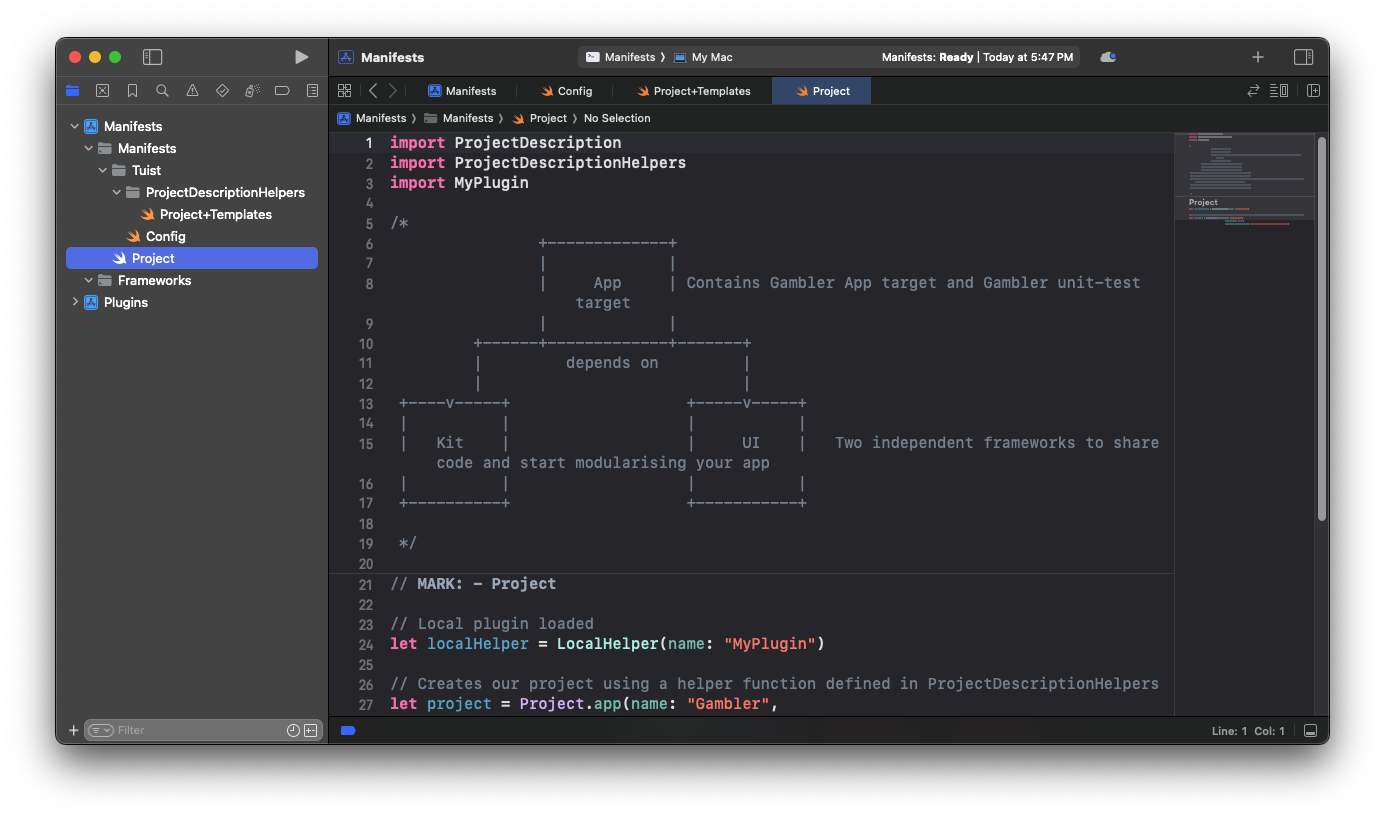 Manifests
Manifests 〉 My Mac
Manifests: Ready | Today at 5:47 PM
Manifests
Config
Project+Templates
Project
Manifests 〉 Manifests 〉 Project 〉 No Selection
Manifests
Manifests
Tuist
ProjectDescriptionHelpers
Project+Templates
Config
Project
Frameworks
Plugins
1 import ProjectDescription
2 import ProjectDescriptionHelpers
3 import MyPlugin
4
5 /*
6                 +-------------+
7                 |             |
8                 |     App     | Contains Gambler App target and Gambler unit-test
                    target
9                 |             |
10         +------+-------------+-------+
11         |         depends on         |
12         |                            |
13 +----v-----+                   +-----v-----+
14 |          |                   |           |
15 |   Kit    |                   |     UI    |   Two independent frameworks to share
     code and start modularising your app
16 |          |                   |           |
17 +----------+                   +-----------+
18
19 */
20
21 // MARK: - Project
22
23 // Local plugin loaded
24 let localHelper = LocalHelper(name: "MyPlugin")
25
26 // Creates our project using a helper function defined in ProjectDescriptionHelpers
27 let project = Project.app(name: "Gambler",
Project
Filter
Line: 1 Col: 1